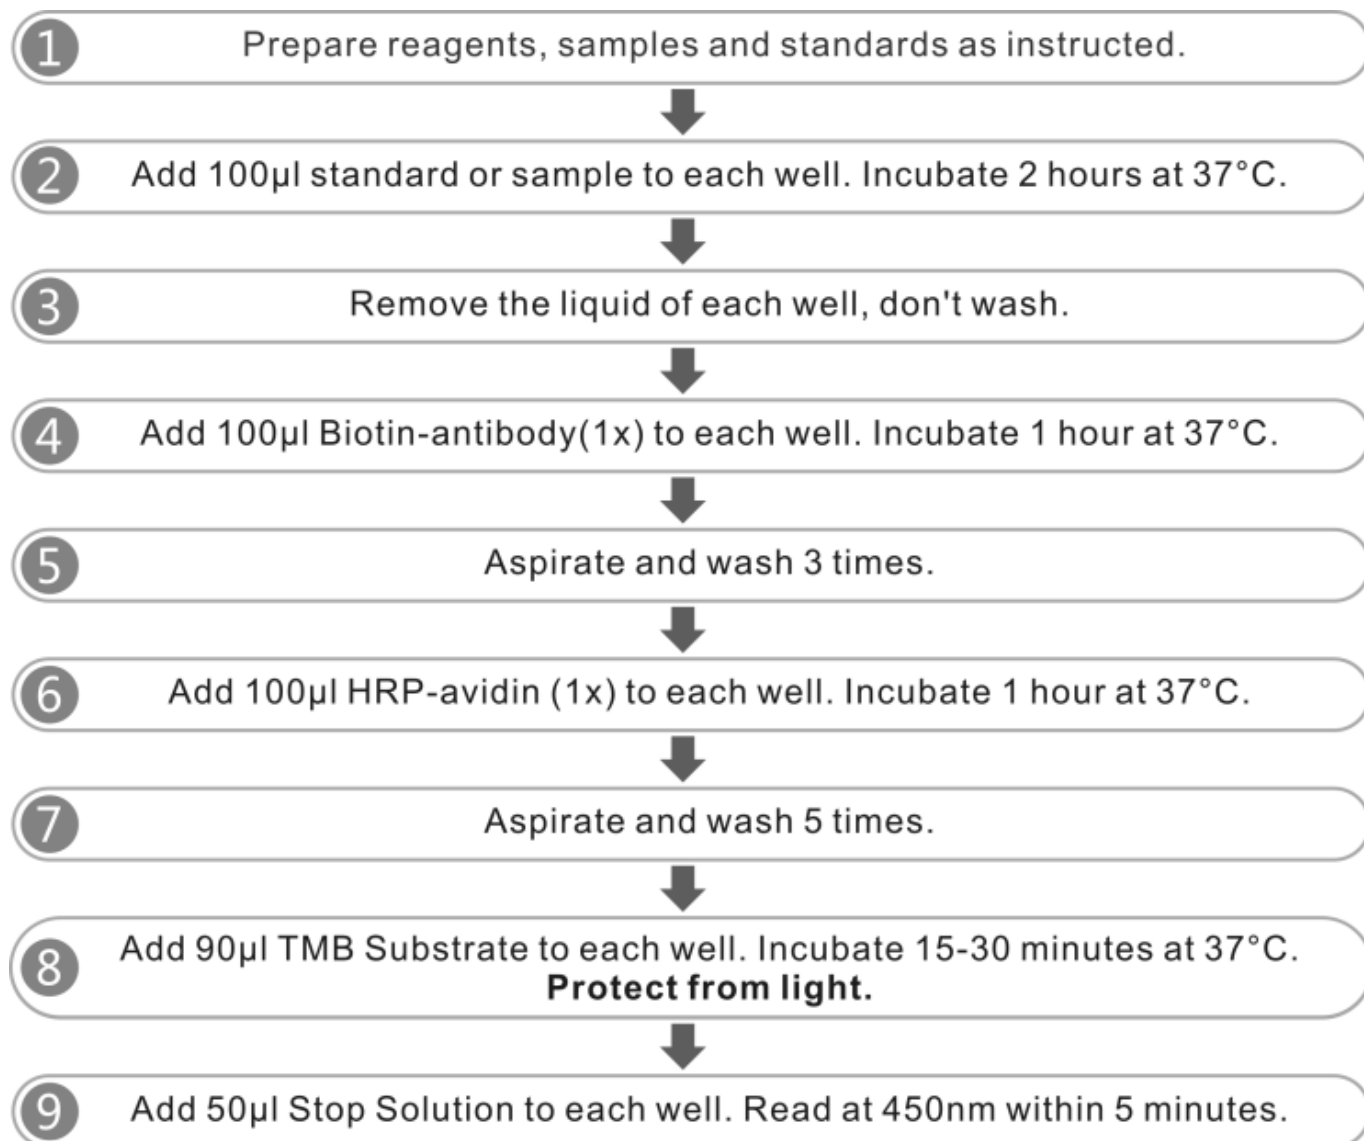 1 Prepare reagents, samples and standards as instructed.
2 Add 100µl standard or sample to each well. Incubate 2 hours at 37°C.
3 Remove the liquid of each well, don't wash.
4 Add 100µl Biotin-antibody(1x) to each well. Incubate 1 hour at 37°C.
5 Aspirate and wash 3 times.
6 Add 100µl HRP-avidin (1x) to each well. Incubate 1 hour at 37°C.
7 Aspirate and wash 5 times.
8 Add 90µl TMB Substrate to each well. Incubate 15-30 minutes at 37°C.
Protect from light.
9 Add 50µl Stop Solution to each well. Read at 450nm within 5 minutes.